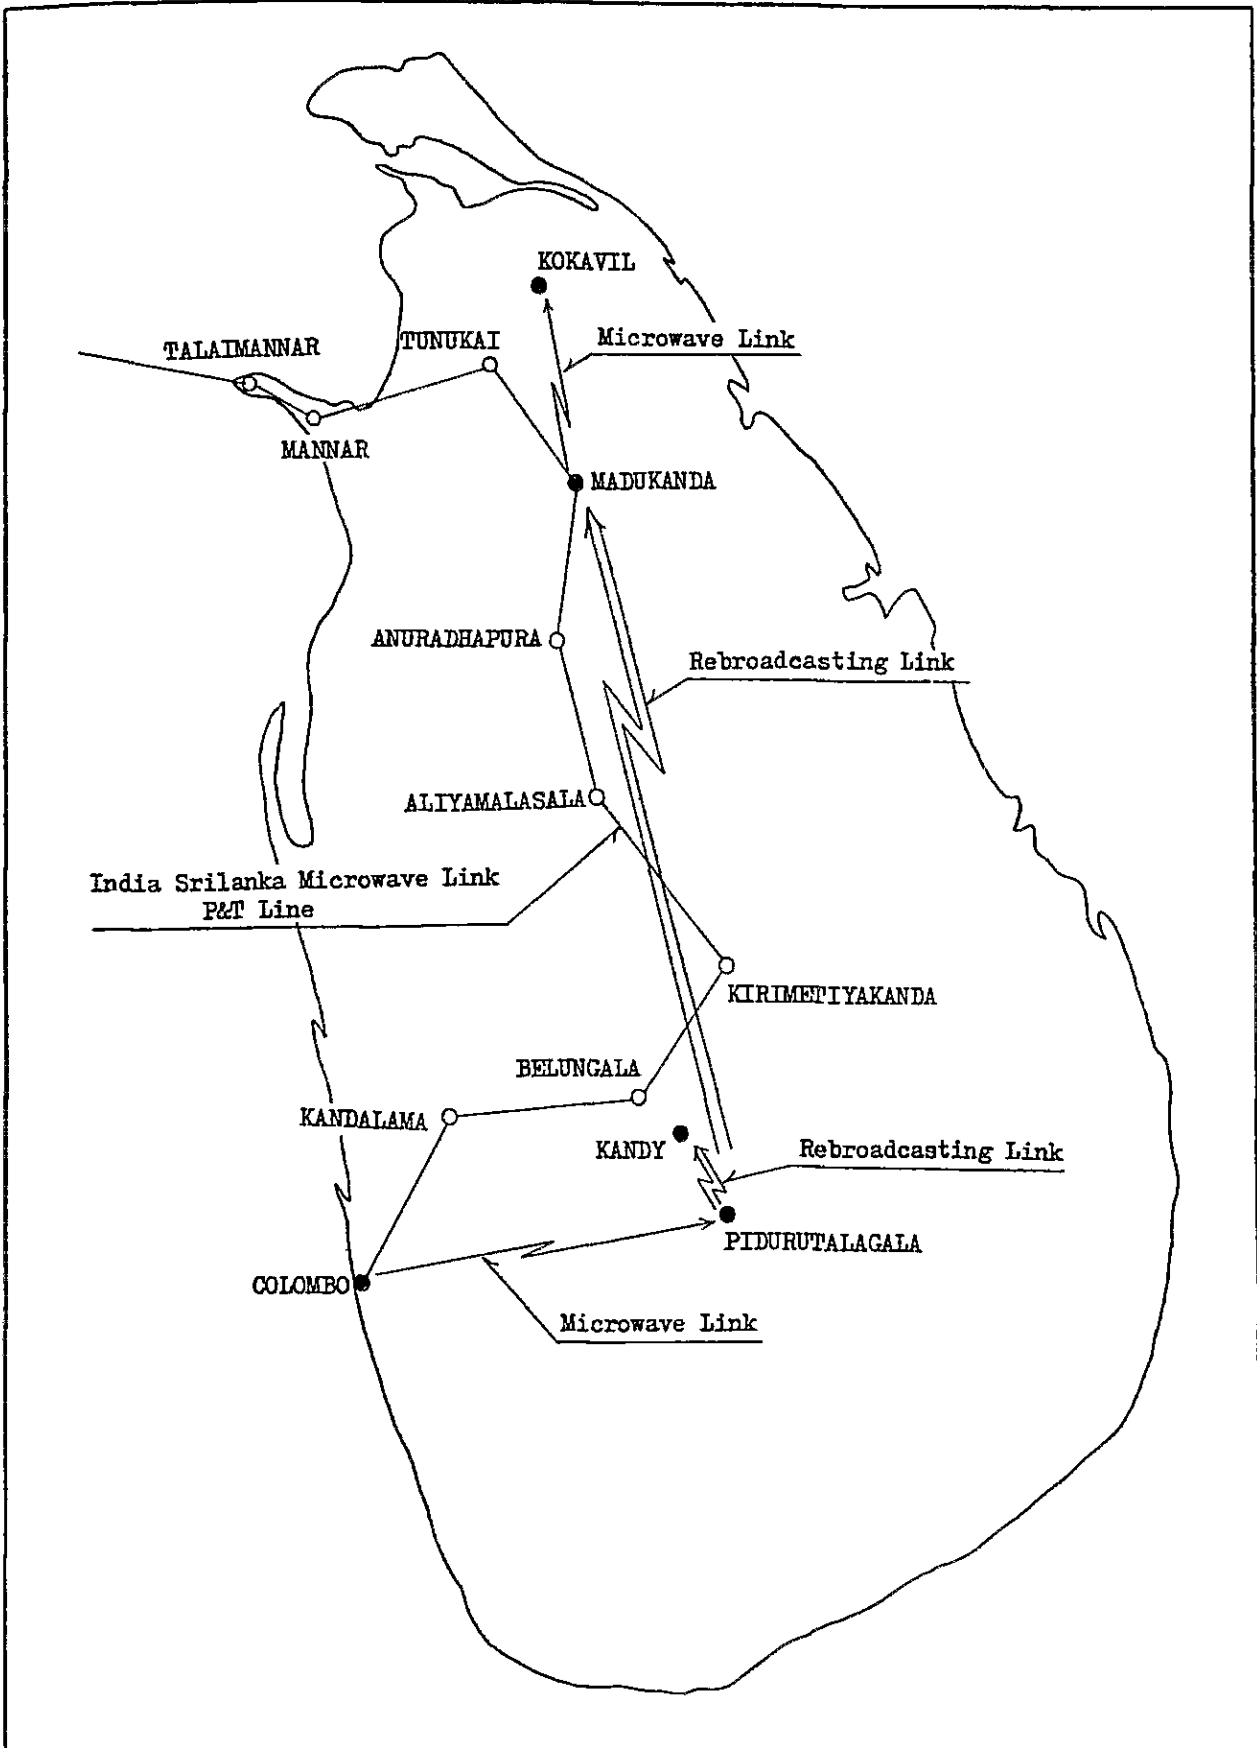 KOKAVIL
Microwave Link
TUNUKAI
TALAIMANNAR
MANNAR
MADUKANDA
ANURADHAPURA
Rebroadcasting Link
ALIYAMALASALA
India Srilanka Microwave Link
P&T Line
KIRIMETIYAKANDA
BELUNGALA
KANDALAMA
KANDY
Rebroadcasting Link
PIDURUTALAGALA
COLOMBO
Microwave Link